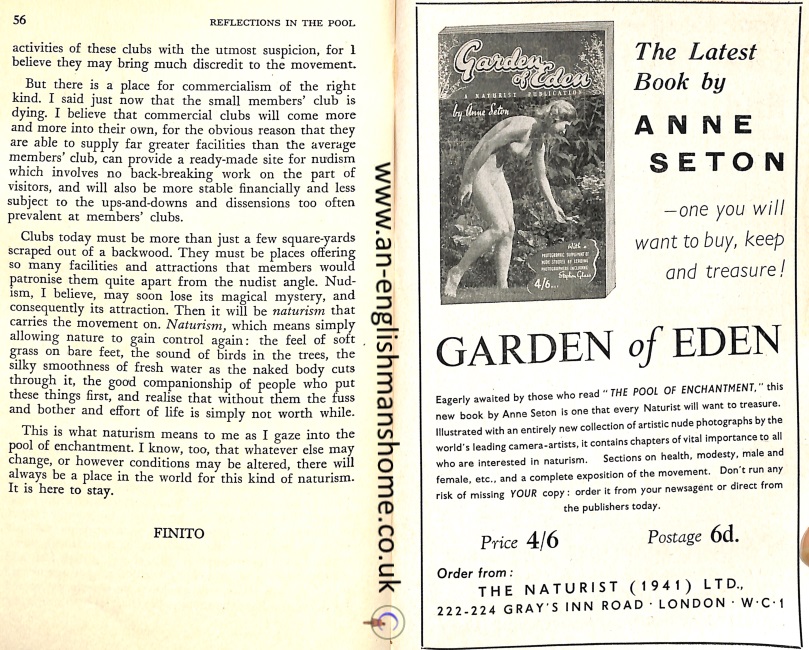 56
REFLECTIONS IN THE POOL
activities of these clubs with the utmost suspicion, for I
believe they may bring much discredit to the movement.
But there is a place for commercialism of the right
kind. I said just now that the small members' club is
dying. I believe that commercial clubs will come more
and more into their own, for the obvious reason that they
are able to supply far greater facilities than the average
members' club, can provide a ready-made site for nudism
which involves no back-breaking work on the part of
visitors, and will also be more stable financially and less
subject to the ups-and-downs and dissensions too often
prevalent at members' clubs.
Clubs today must be more than just a few square-yards
scraped out of a backwood. They must be places offering
so many facilities and attractions that members would
patronise them quite apart from the nudist angle. Nud-
ism, I believe, may soon lose its magical mystery, and
consequently its attraction. Then it will be naturism that
carries the movement on. Naturism, which means simply
allowing nature to gain control again: the feel of soft
grass on bare feet, the sound of birds in the trees, the
silky smoothness of fresh water as the naked body cuts
through it, the good companionship of people who put
these things first, and realise that without them the fuss
and bother and effort of life is simply not worth while.
This is what naturism means to me as I gaze into the
pool of enchantment. I know, too, that whatever else may
change, or however conditions may be altered, there will
always be a place in the world for this kind of naturism.
It is here to stay.
FINITO
www.an-englishmanshome.co.uk
Garden
of Eden
A NATURIST PUBLICATION
by Anne Seton
With a
PHOTOGRAPHIC SUPPLEMENT OF
NUDE STUDIES BY LEADING
PHOTOGRAPHERS INCLUDING
Stephen Glass
4/6
The Latest
Book by
ANNE
SETON
—one you will
want to buy, keep
and treasure!
GARDEN of EDEN
Eagerly awaited by those who read "THE POOL OF ENCHANTMENT," this
new book by Anne Seton is one that every Naturist will want to treasure.
Illustrated with an entirely new collection of artistic nude photographs by the
world's leading camera-artists, it contains chapters of vital importance to all
who are interested in naturism. Sections on health, modesty, male and
female, etc., and a complete exposition of the movement. Don't run any
risk of missing YOUR copy: order it from your newsagent or direct from
the publishers today.
Price 4/6
Postage 6d.
Order from:
THE NATURIST (1941) LTD.,
222-224 GRAY'S INN ROAD · LONDON · W·C·1